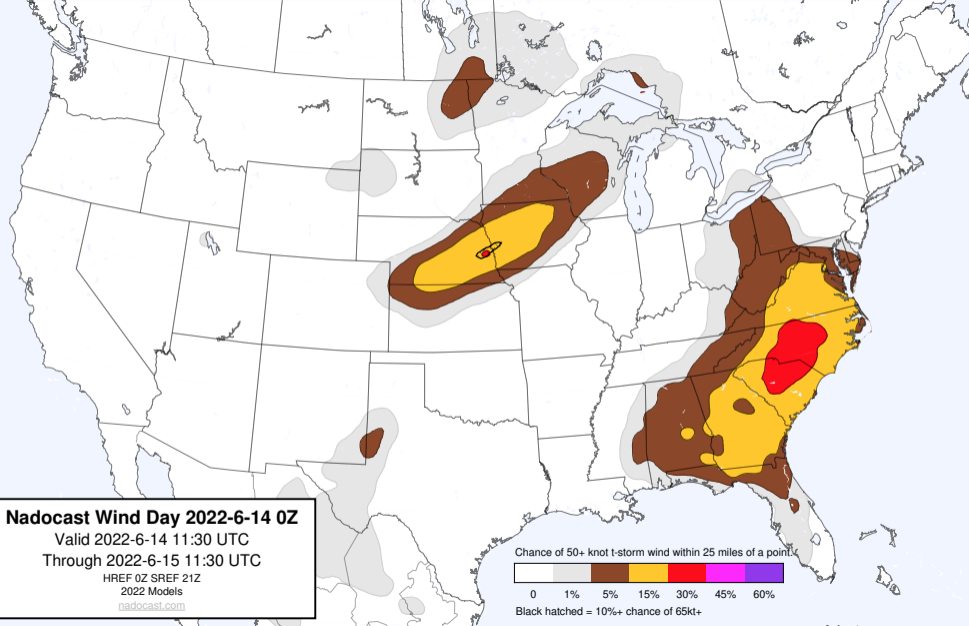 Nadocast Wind Day 2022-6-14 0Z
Valid 2022-6-14 11:30 UTC
Through 2022-6-15 11:30 UTC
HREF 0Z SREF 21Z
2022 Models
nadocast.com
Chance of 50+ knot t-storm wind within 25 miles of a point.
0 1% 5% 15% 30% 45% 60%
Black hatched = 10%+ chance of 65kt+